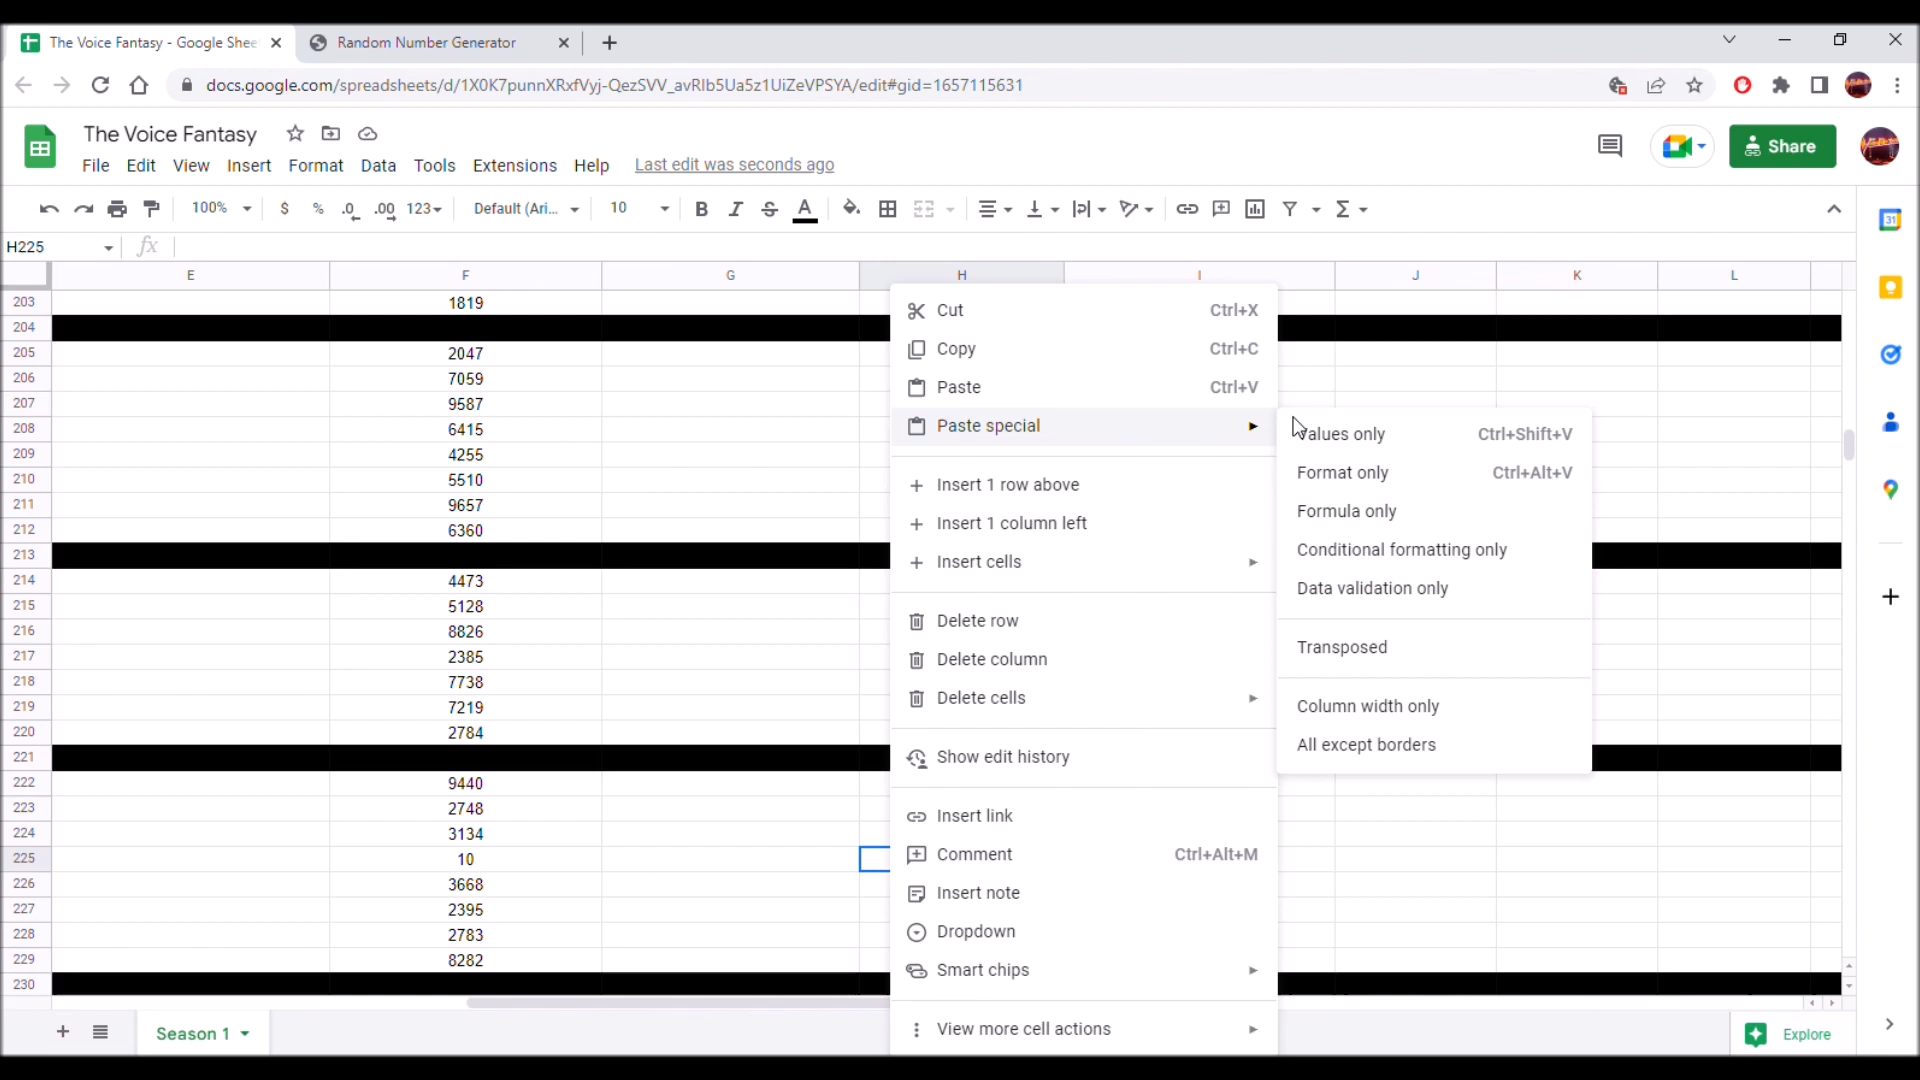 The Voice Fantasy - Google Shee
Random Number Generator
docs.google.com/spreadsheets/d/1X0K7punnXRxfVyj-QezSVV_avRIb5Ua5z1UiZeVPSYA/edit#gid=1657115631
The Voice Fantasy
File Edit View Insert Format Data Tools Extensions Help Last edit was seconds ago
Share
100% $ % .0 .00 123 Default (Ari... 10 B I S A
H225 fx
E F G H I J K L
203 1819
204
205 2047
206 7059
207 9587
208 6415
209 4255
210 5510
211 9657
212 6360
213
214 4473
215 5128
216 8826
217 2385
218 7738
219 7219
220 2784
221
222 9440
223 2748
224 3134
225 10
226 3668
227 2395
228 2783
229 8282
230
Cut Ctrl+X
Copy Ctrl+C
Paste Ctrl+V
Paste special
Insert 1 row above
Insert 1 column left
Insert cells
Delete row
Delete column
Delete cells
Show edit history
Insert link
Comment Ctrl+Alt+M
Insert note
Dropdown
Smart chips
View more cell actions
Values only Ctrl+Shift+V
Format only Ctrl+Alt+V
Formula only
Conditional formatting only
Data validation only
Transposed
Column width only
All except borders
31
Season 1
Explore